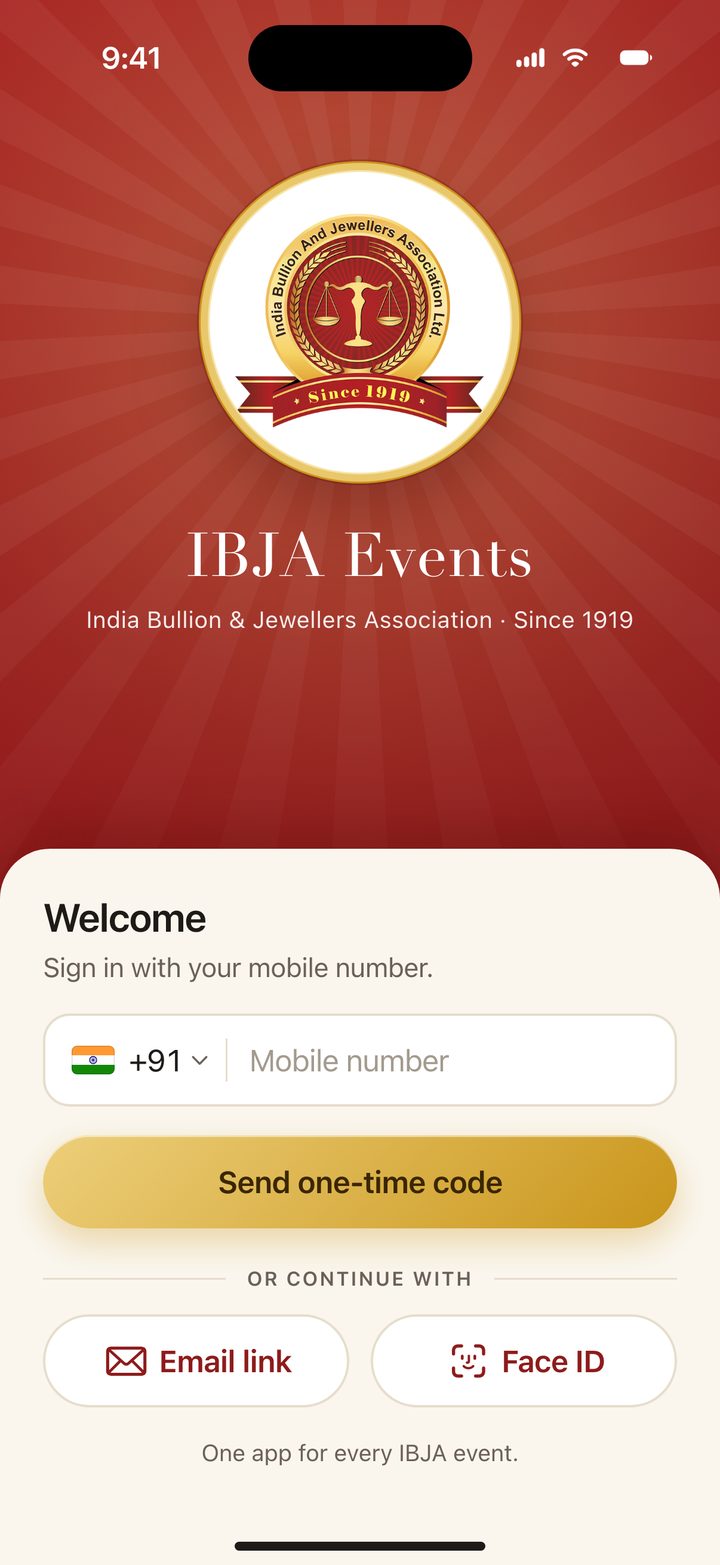 9:41
India Bullion And Jewellers Association Ltd.
Since 1919
IBJA Events
India Bullion & Jewellers Association · Since 1919
Welcome
Sign in with your mobile number.
+91 Mobile number
Send one-time code
OR CONTINUE WITH
Email link Face ID
One app for every IBJA event.